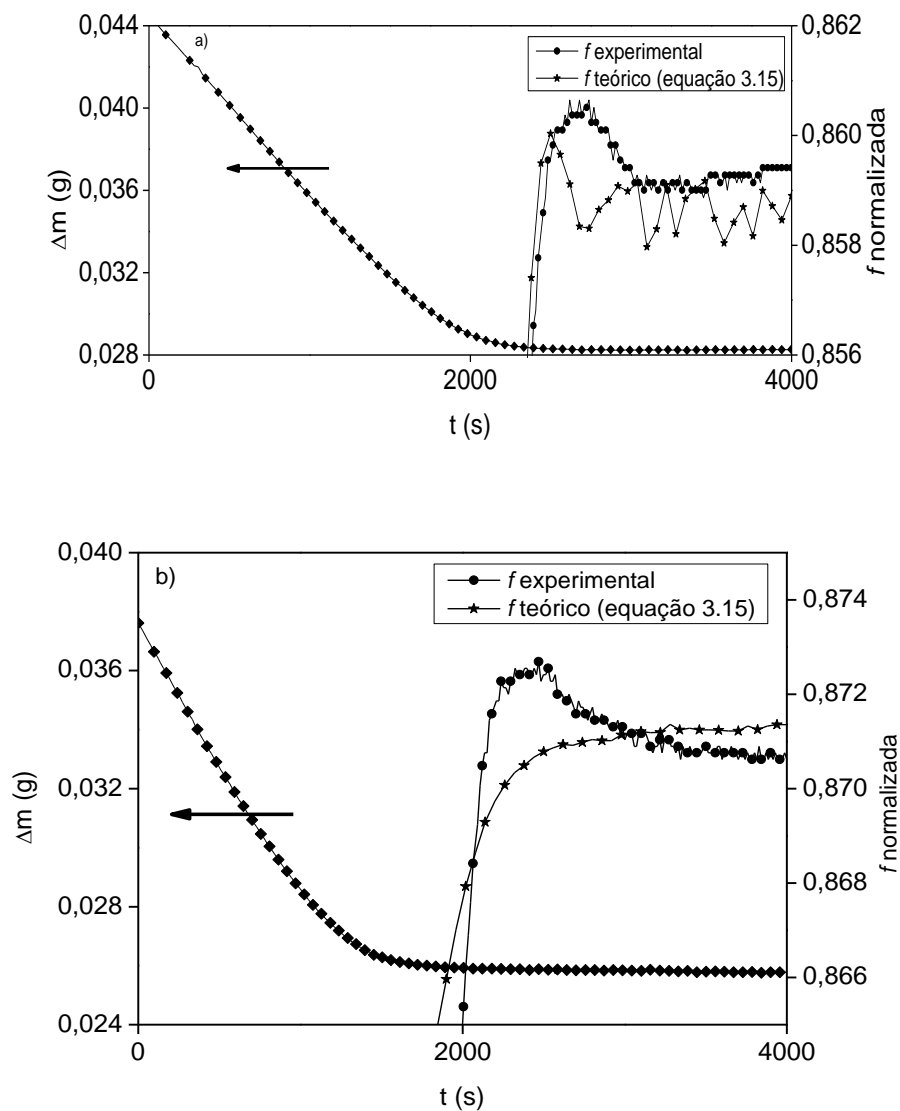 0,044
0,040
0,036
0,032
0,028
Δm (g)
a)
f experimental
f teórico (equação 3.15)
0,862
0,860
0,858
0,856
f normalizada
0
2000
4000
t (s)
0,040
0,036
0,032
0,028
0,024
Δm (g)
b)
f experimental
f teórico (equação 3.15)
0,874
0,872
0,870
0,868
0,866
f normalizada
0
2000
4000
t (s)